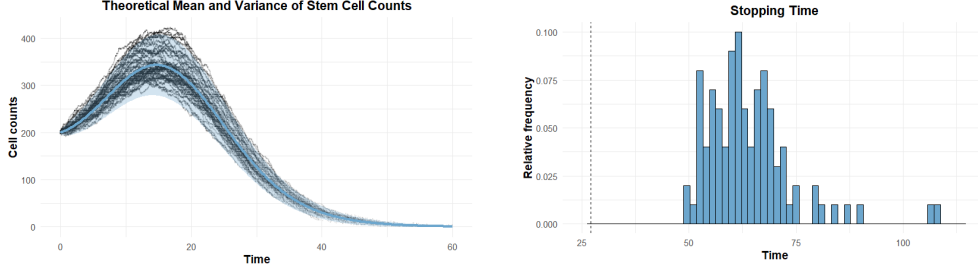 Theoretical Mean and Variance of Stem Cell Counts
Cell counts
400
300
200
100
0
0 20 40 60
Time
Stopping Time
Relative frequency
0.100
0.075
0.050
0.025
0.000
25 50 75 100
Time